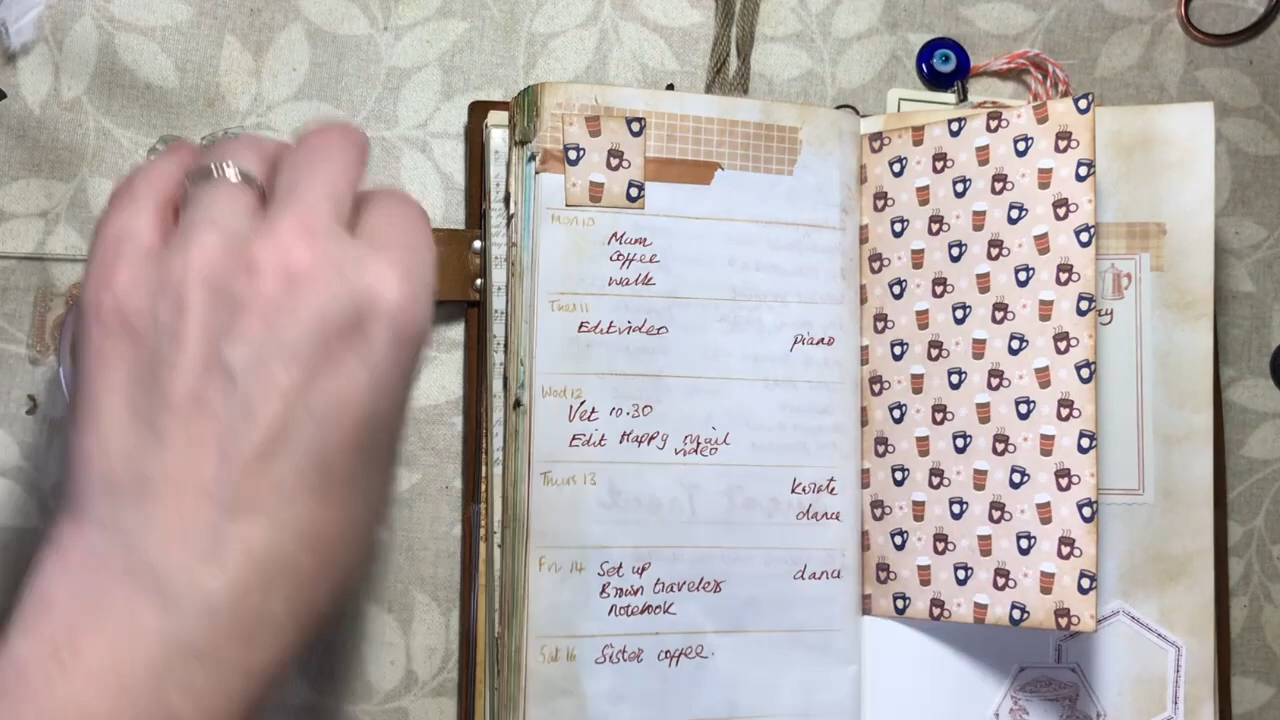 Mon 10
Mum
Coffee
walk
Tues 11
Edit video
piano
Wed 12
Vet 10.30
Edit Happy mail
video
Thurs 13
karate
dance
Fri 14
Set up
dance
Brown travelers
notebook
Sat 16
Sister coffee.